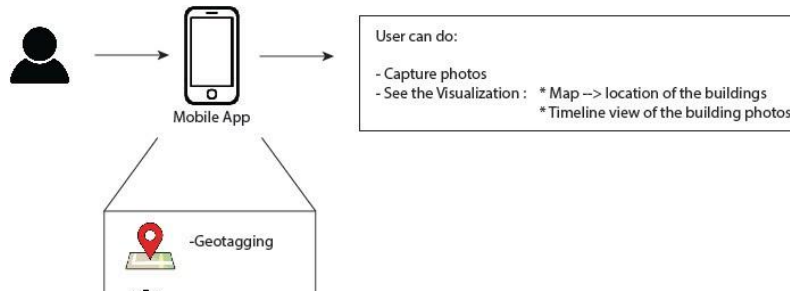 User can do:
- Capture photos
- See the Visualization : * Map --> location of the buildings
* Timeline view of the building photos
Mobile App
-Geotagging